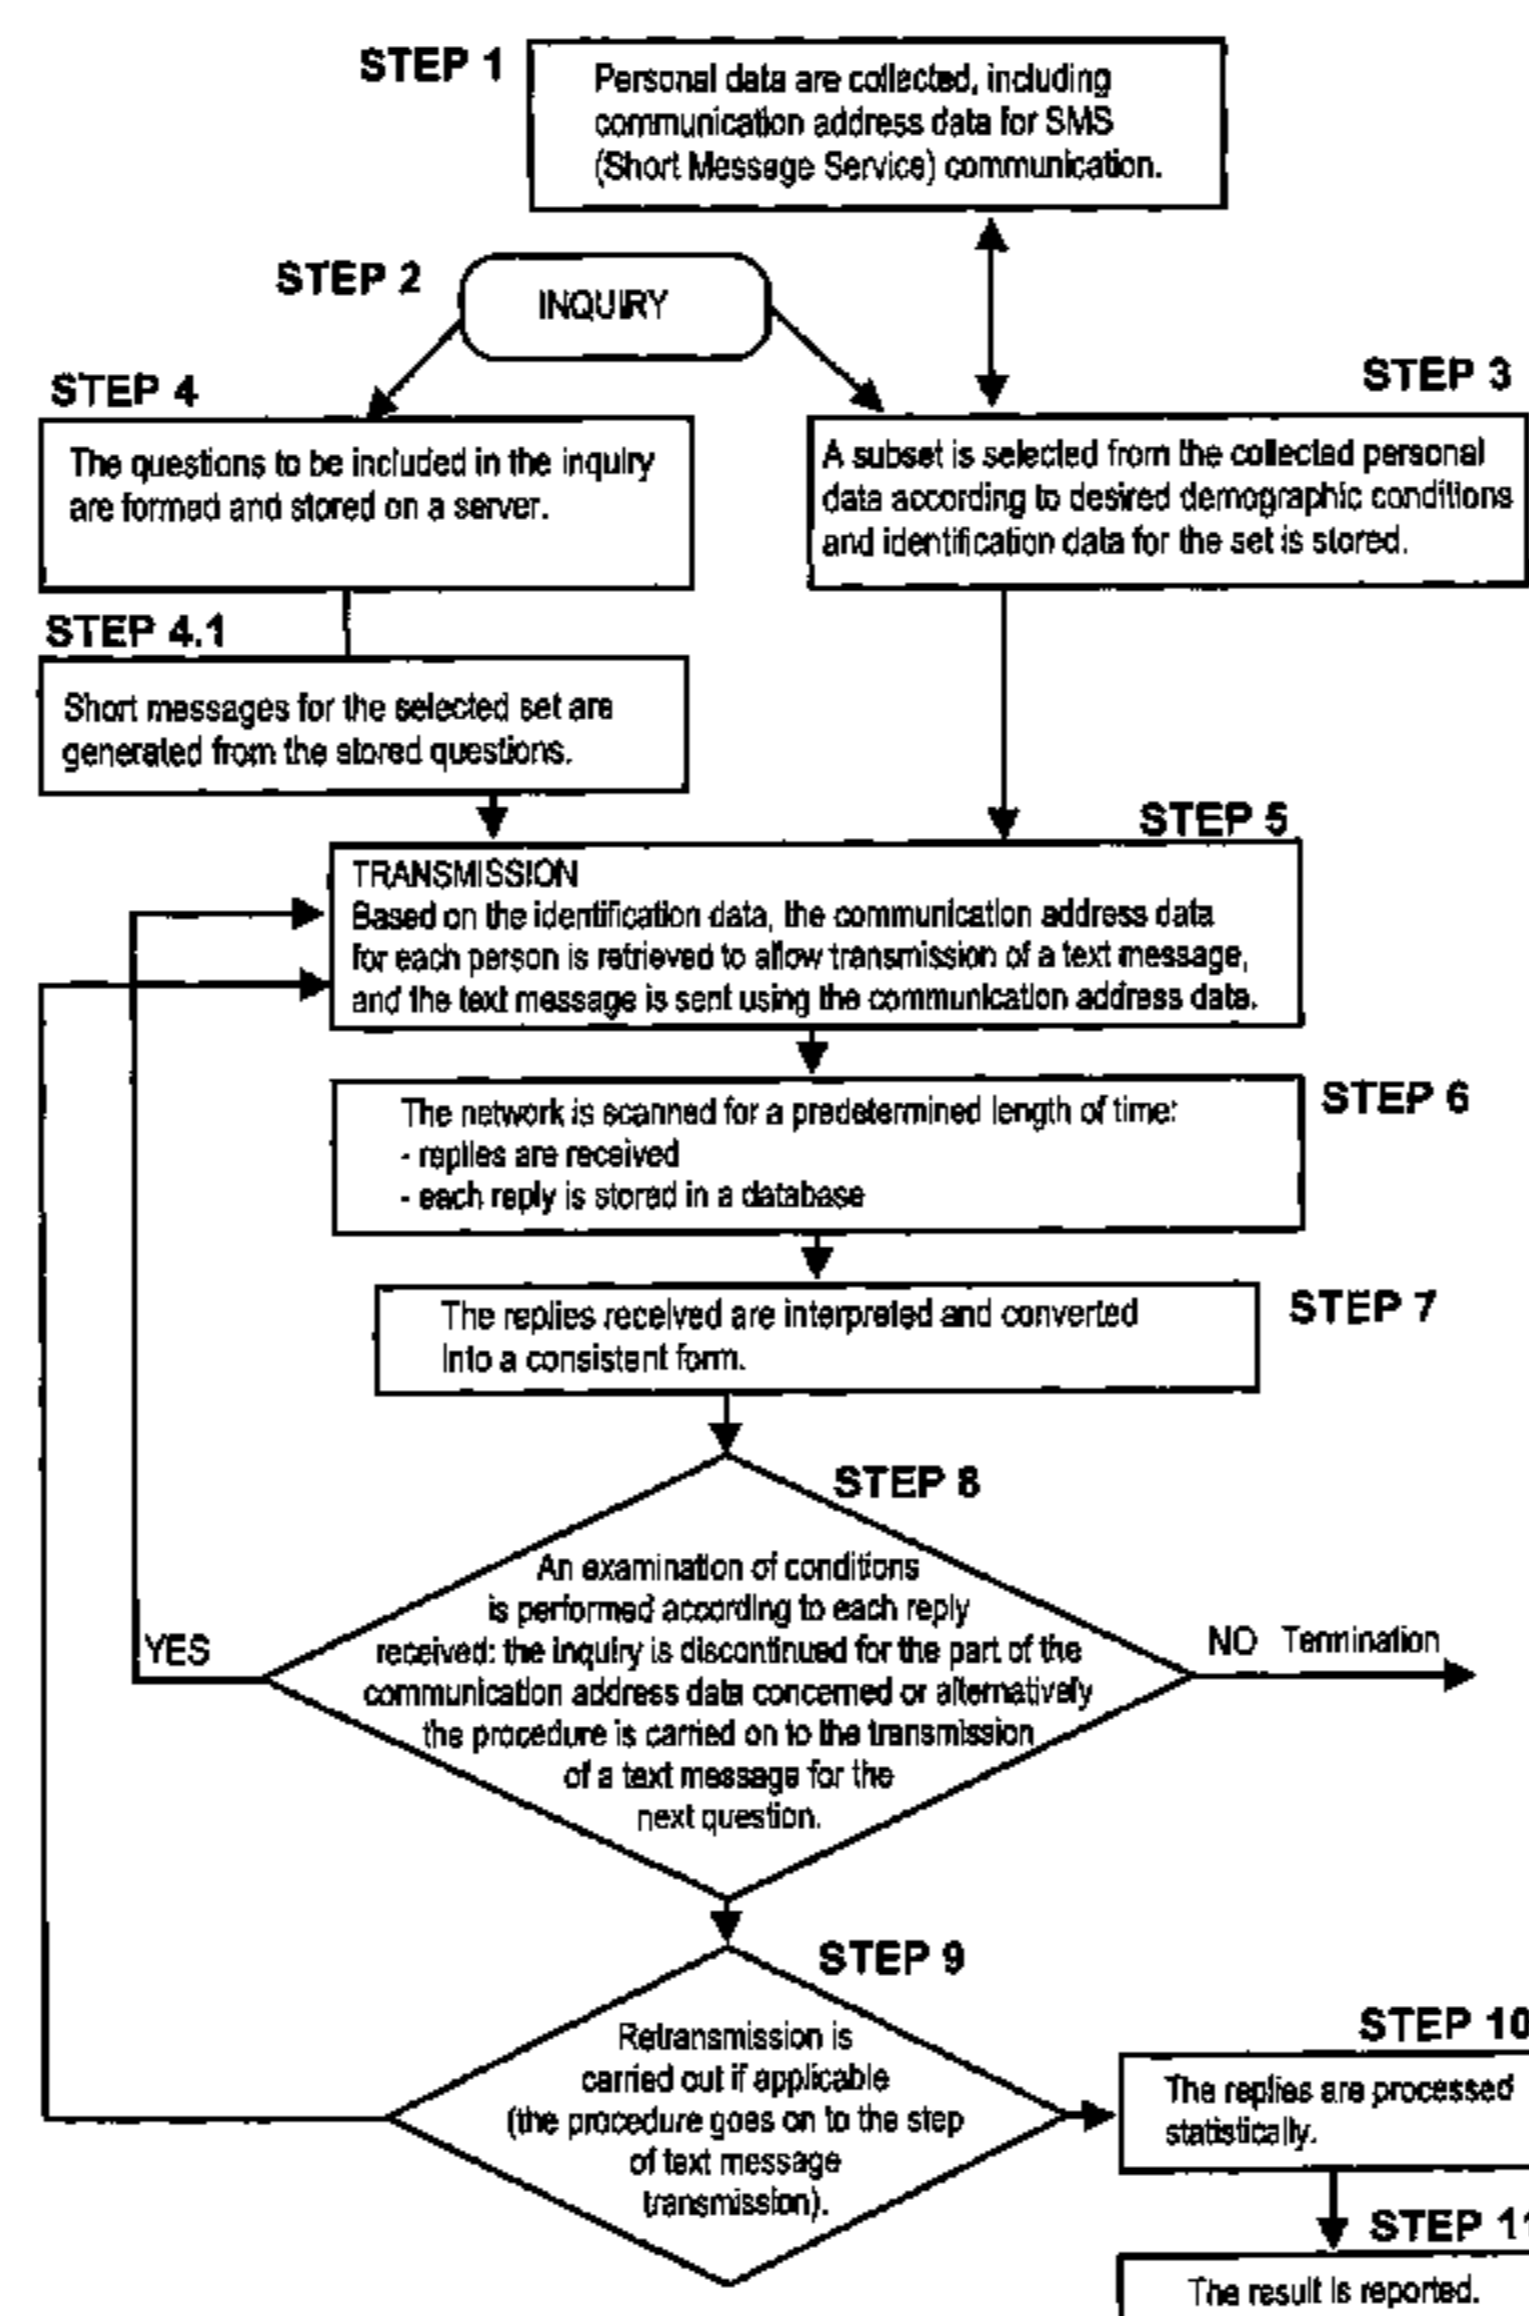 STEP 1
Personal data are collected, including
communication address data for SMS
(Short Message Service) communication.
STEP 2
INQUIRY
STEP 4
The questions to be included in the inquiry
are formed and stored on a server.
STEP 3
A subset is selected from the collected personal
data according to desired demographic conditions
and identification data for the set is stored.
STEP 4.1
Short messages for the selected set are
generated from the stored questions.
STEP 5
TRANSMISSION
Based on the identification data, the communication address data
for each person is retrieved to allow transmission of a text message,
and the text message is sent using the communication address data.
STEP 6
The network is scanned for a predetermined length of time:
- replies are received
- each reply is stored in a database
STEP 7
The replies received are interpreted and converted
into a consistent form.
STEP 8
An examination of conditions
is performed according to each reply
received: the inquiry is discontinued for the part of the
communication address data concerned or alternatively
the procedure is carried on to the transmission
of a text message for the
next question.
YES
NO Termination
STEP 9
Retransmission is
carried out if applicable
(the procedure goes on to the step
of text message
transmission).
STEP 10
The replies are processed
statistically.
STEP 11
The result is reported.